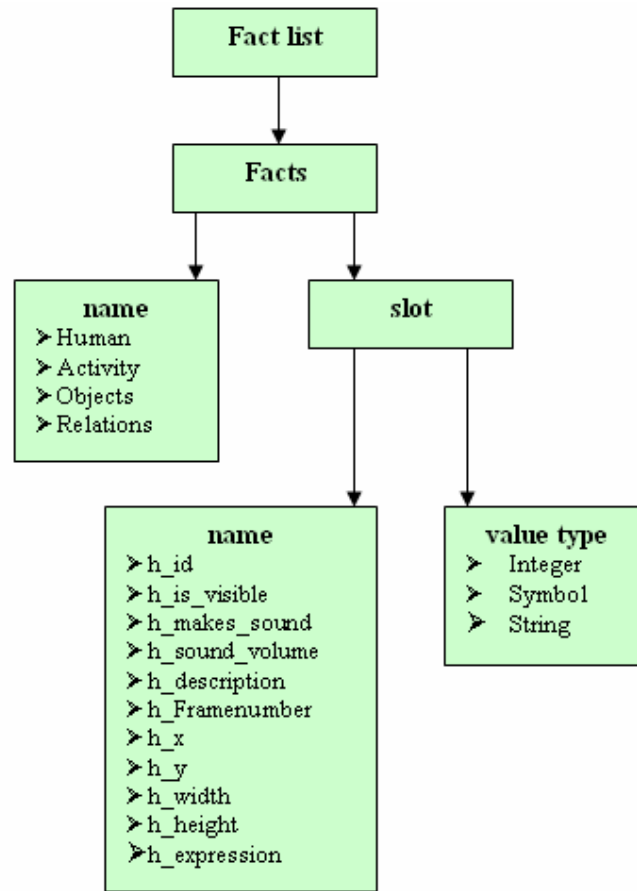 Fact list
Facts
name
➢ Human
➢ Activity
➢ Objects
➢ Relations
slot
name
➢ h_id
➢ h_is_visible
➢ h_makes_sound
➢ h_sound_volume
➢ h_description
➢ h_Framenumber
➢ h_x
➢ h_y
➢ h_width
➢ h_height
➢ h_expression
value type
➢ Integer
➢ Symbol
➢ String